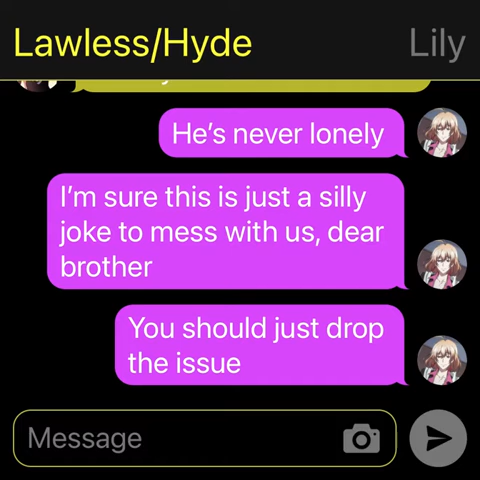 Lawless/Hyde Lily
He's never lonely
I'm sure this is just a silly
joke to mess with us, dear
brother
You should just drop
the issue
Message